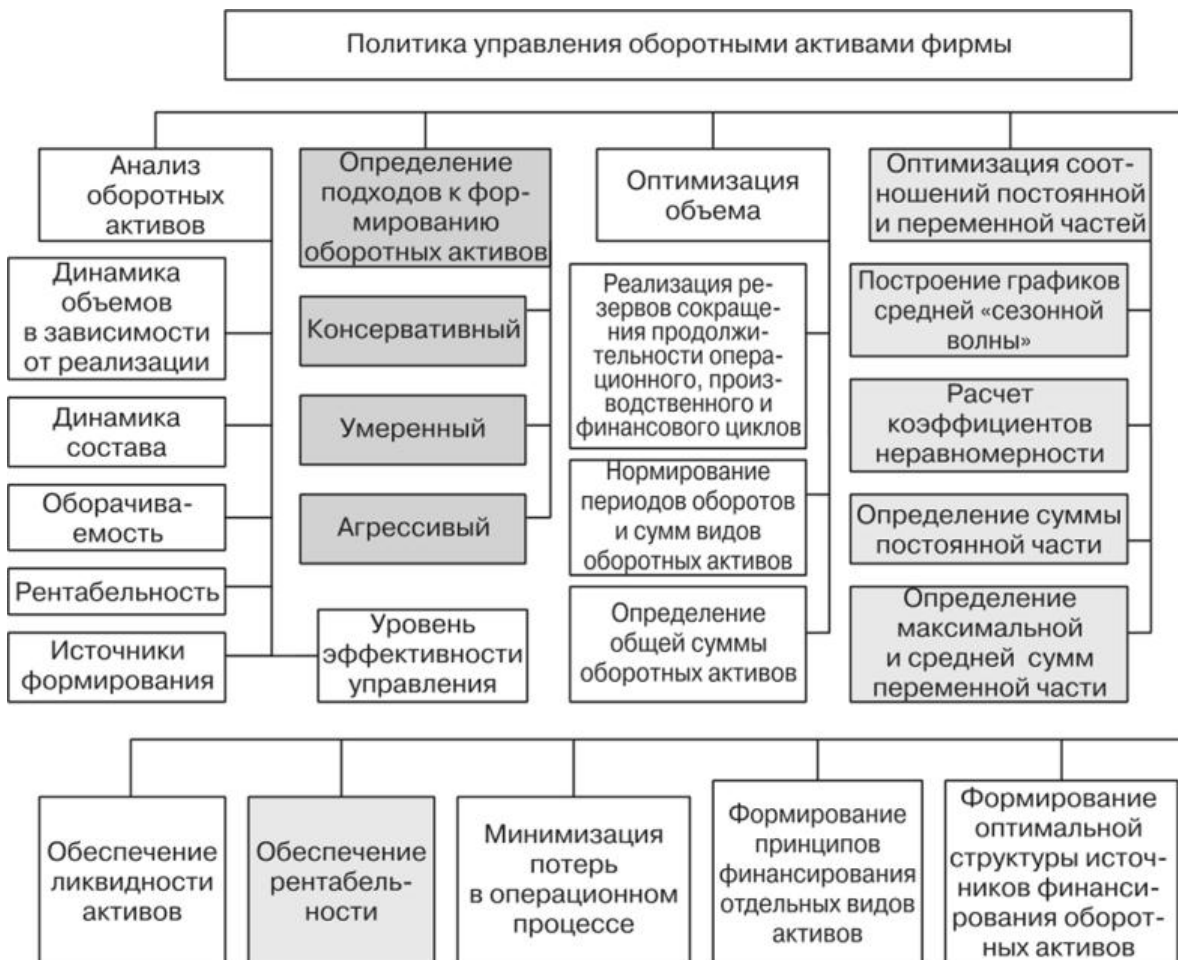 Политика управления оборотными активами фирмы
Анализ
оборотных
активов
Динамика
объемов
в зависимости
от реализации
Динамика
состава
Оборачива-
емость
Рентабельность
Источники
формирования
Уровень
эффективности
управления
Определение
подходов к фор-
мированию
оборотных активов
Консервативный
Умеренный
Агрессивый
Оптимизация
объема
Реализация ре-
зервов сокраще-
ния продолжи-
тельности опера-
ционного, произ-
водственного и
финансового циклов
Нормирование
периодов оборотов
и сумм видов
оборотных активов
Определение
общей суммы
оборотных активов
Оптимизация соот-
ношений постоянной
и переменной частей
Построение графиков
средней «сезонной
волны»
Расчет
коэффициентов
неравномерности
Определение суммы
постоянной части
Определение
максимальной
и средней сумм
переменной части
Обеспечение
ликвидности
активов
Обеспечение
рентабель-
ности
Минимизация
потерь
в операционном
процессе
Формирование
принципов
финансирования
отдельных видов
активов
Формирование
оптимальной
структуры источ-
ников финанси-
рования оборот-
ных активов